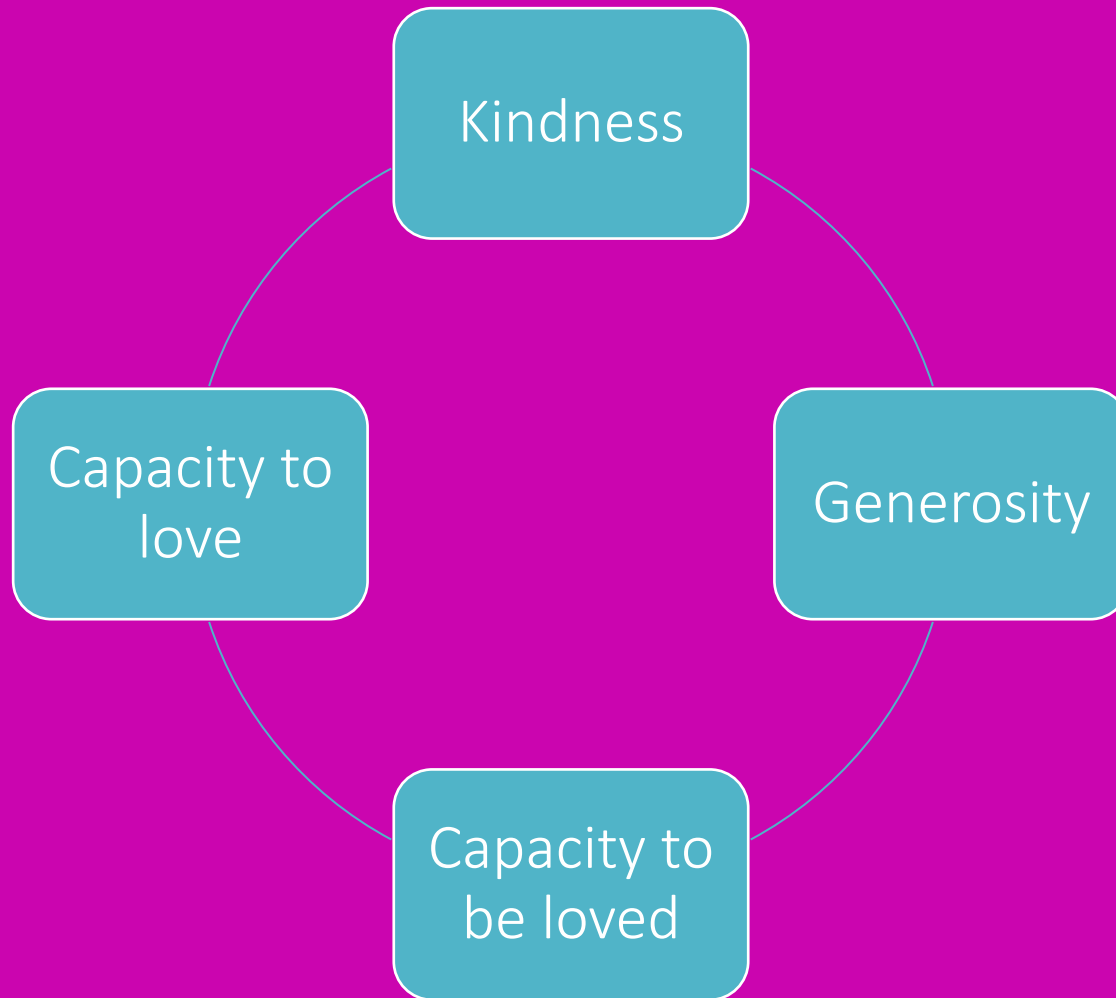 Kindness
Generosity
Capacity to
be loved
Capacity to
love